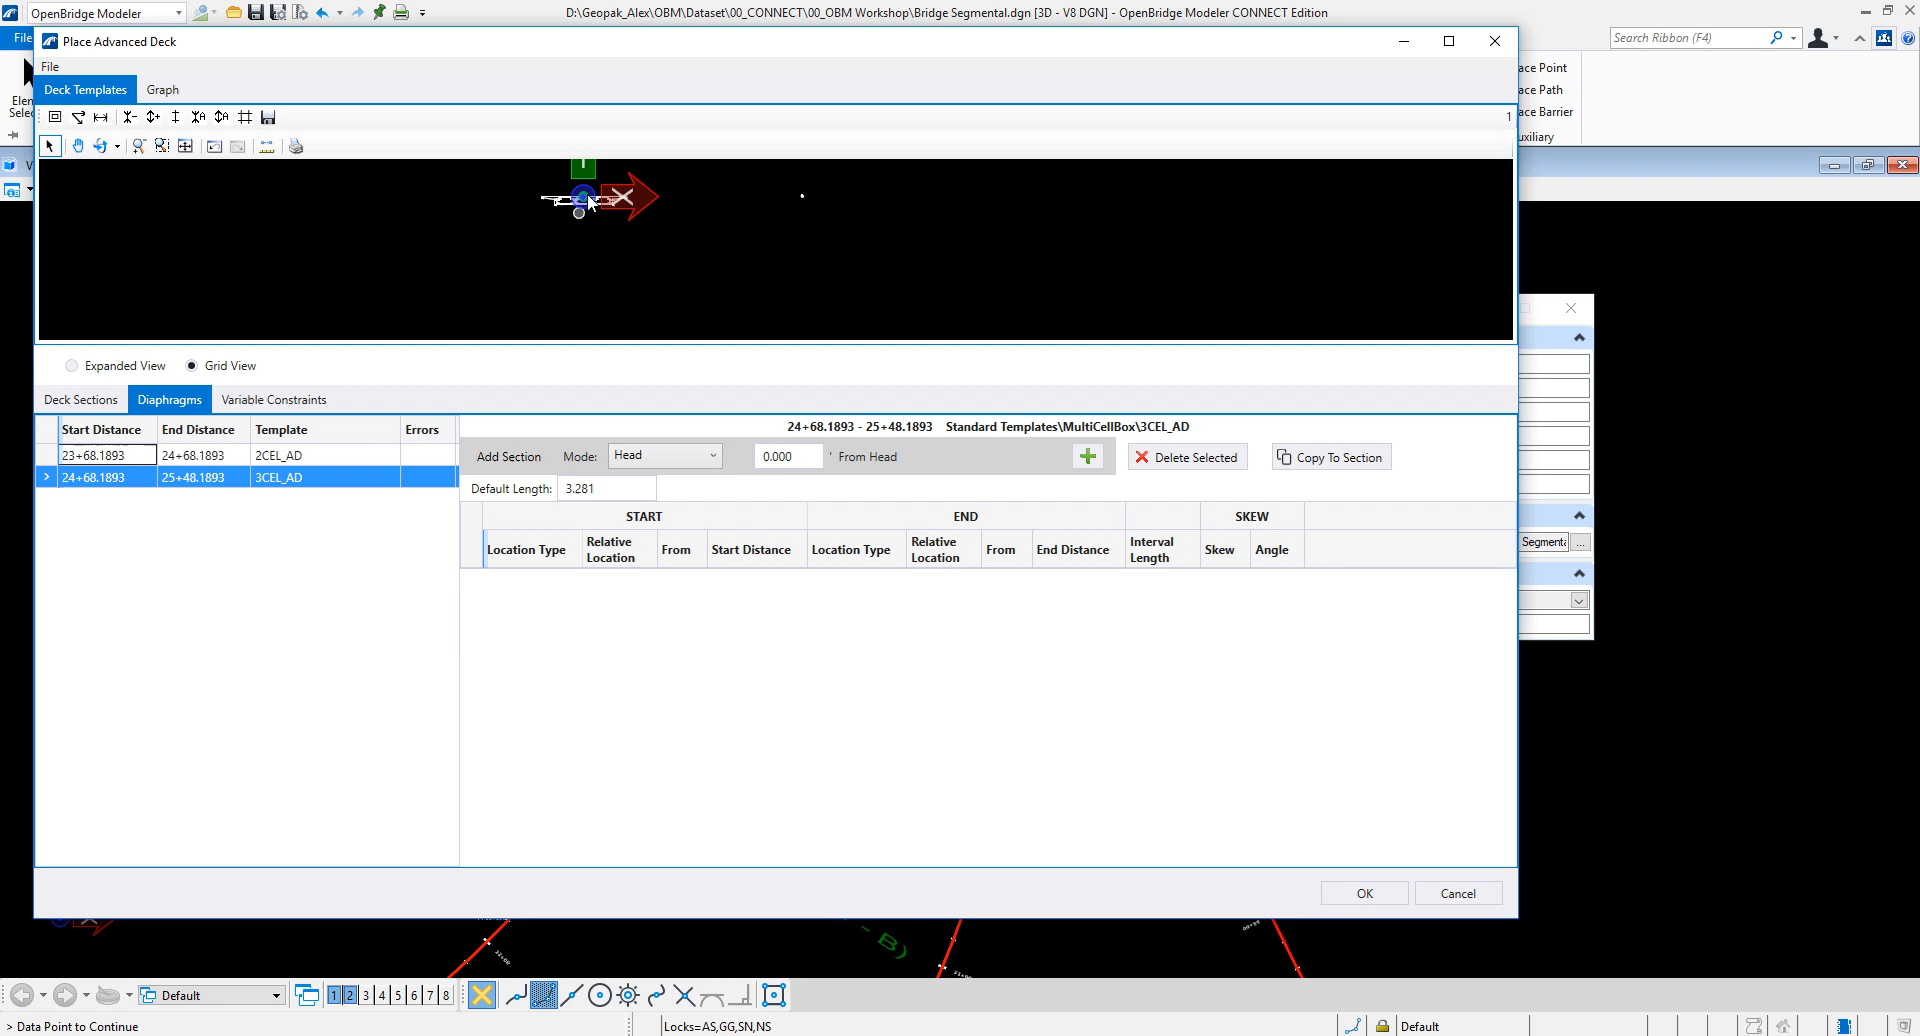 OpenBridge Modeler
D:\Geopak_Alex\OBM\Dataset\00_CONNECT\00_OBM Workshop\Bridge Segmental.dgn [3D - V8 DGN] - OpenBridge Modeler CONNECT Edition
File
Place Advanced Deck
Search Ribbon (F4)
File
ace Point
Deck Templates
Graph
ace Path
Elem
Selec
ace Barrier
1
uxiliary
X
Expanded View
Grid View
Deck Sections
Diaphragms
Variable Constraints
Start Distance
End Distance
Template
Errors
24+68.1893 - 25+48.1893 Standard Templates\MultiCellBox\3CEL_AD
23+68.1893
24+68.1893
2CEL_AD
Add Section
Mode:
Head
0.000
' From Head
Delete Selected
Copy To Section
24+68.1893
25+48.1893
3CEL_AD
Default Length:
3.281
START
END
SKEW
Location Type
Relative Location
From
Start Distance
Location Type
Relative Location
From
End Distance
Interval Length
Skew
Angle
Segmenta
...
OK
Cancel
- B)
Default
1 2 3 4 5 6 7 8
> Data Point to Continue
Locks=AS,GG,SN,NS
Default